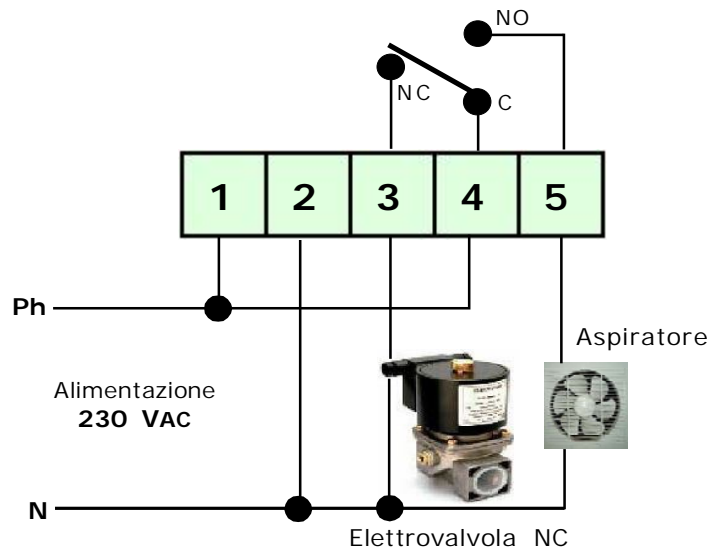 NO
NC
C
1 2 3 4 5
Ph
Aspiratore
Alimentazione
230 VAC
N
Elettrovalvola NC